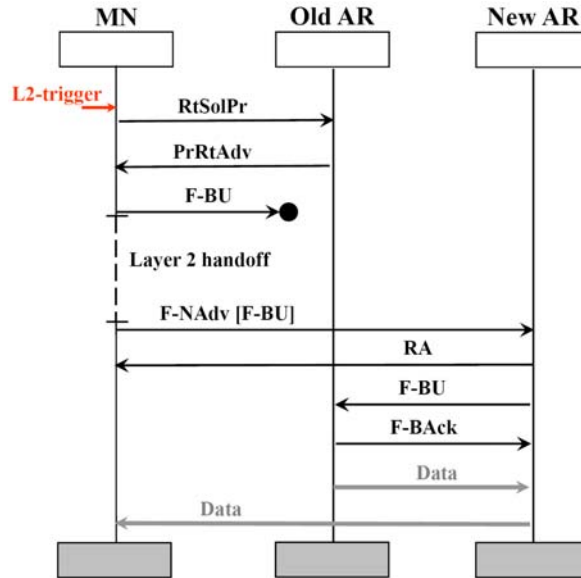 MN Old AR New AR
L2-trigger
RtSolPr
PrRtAdv
F-BU
Layer 2 handoff
F-NAdv [F-BU]
RA
F-BU
F-BAck
Data
Data